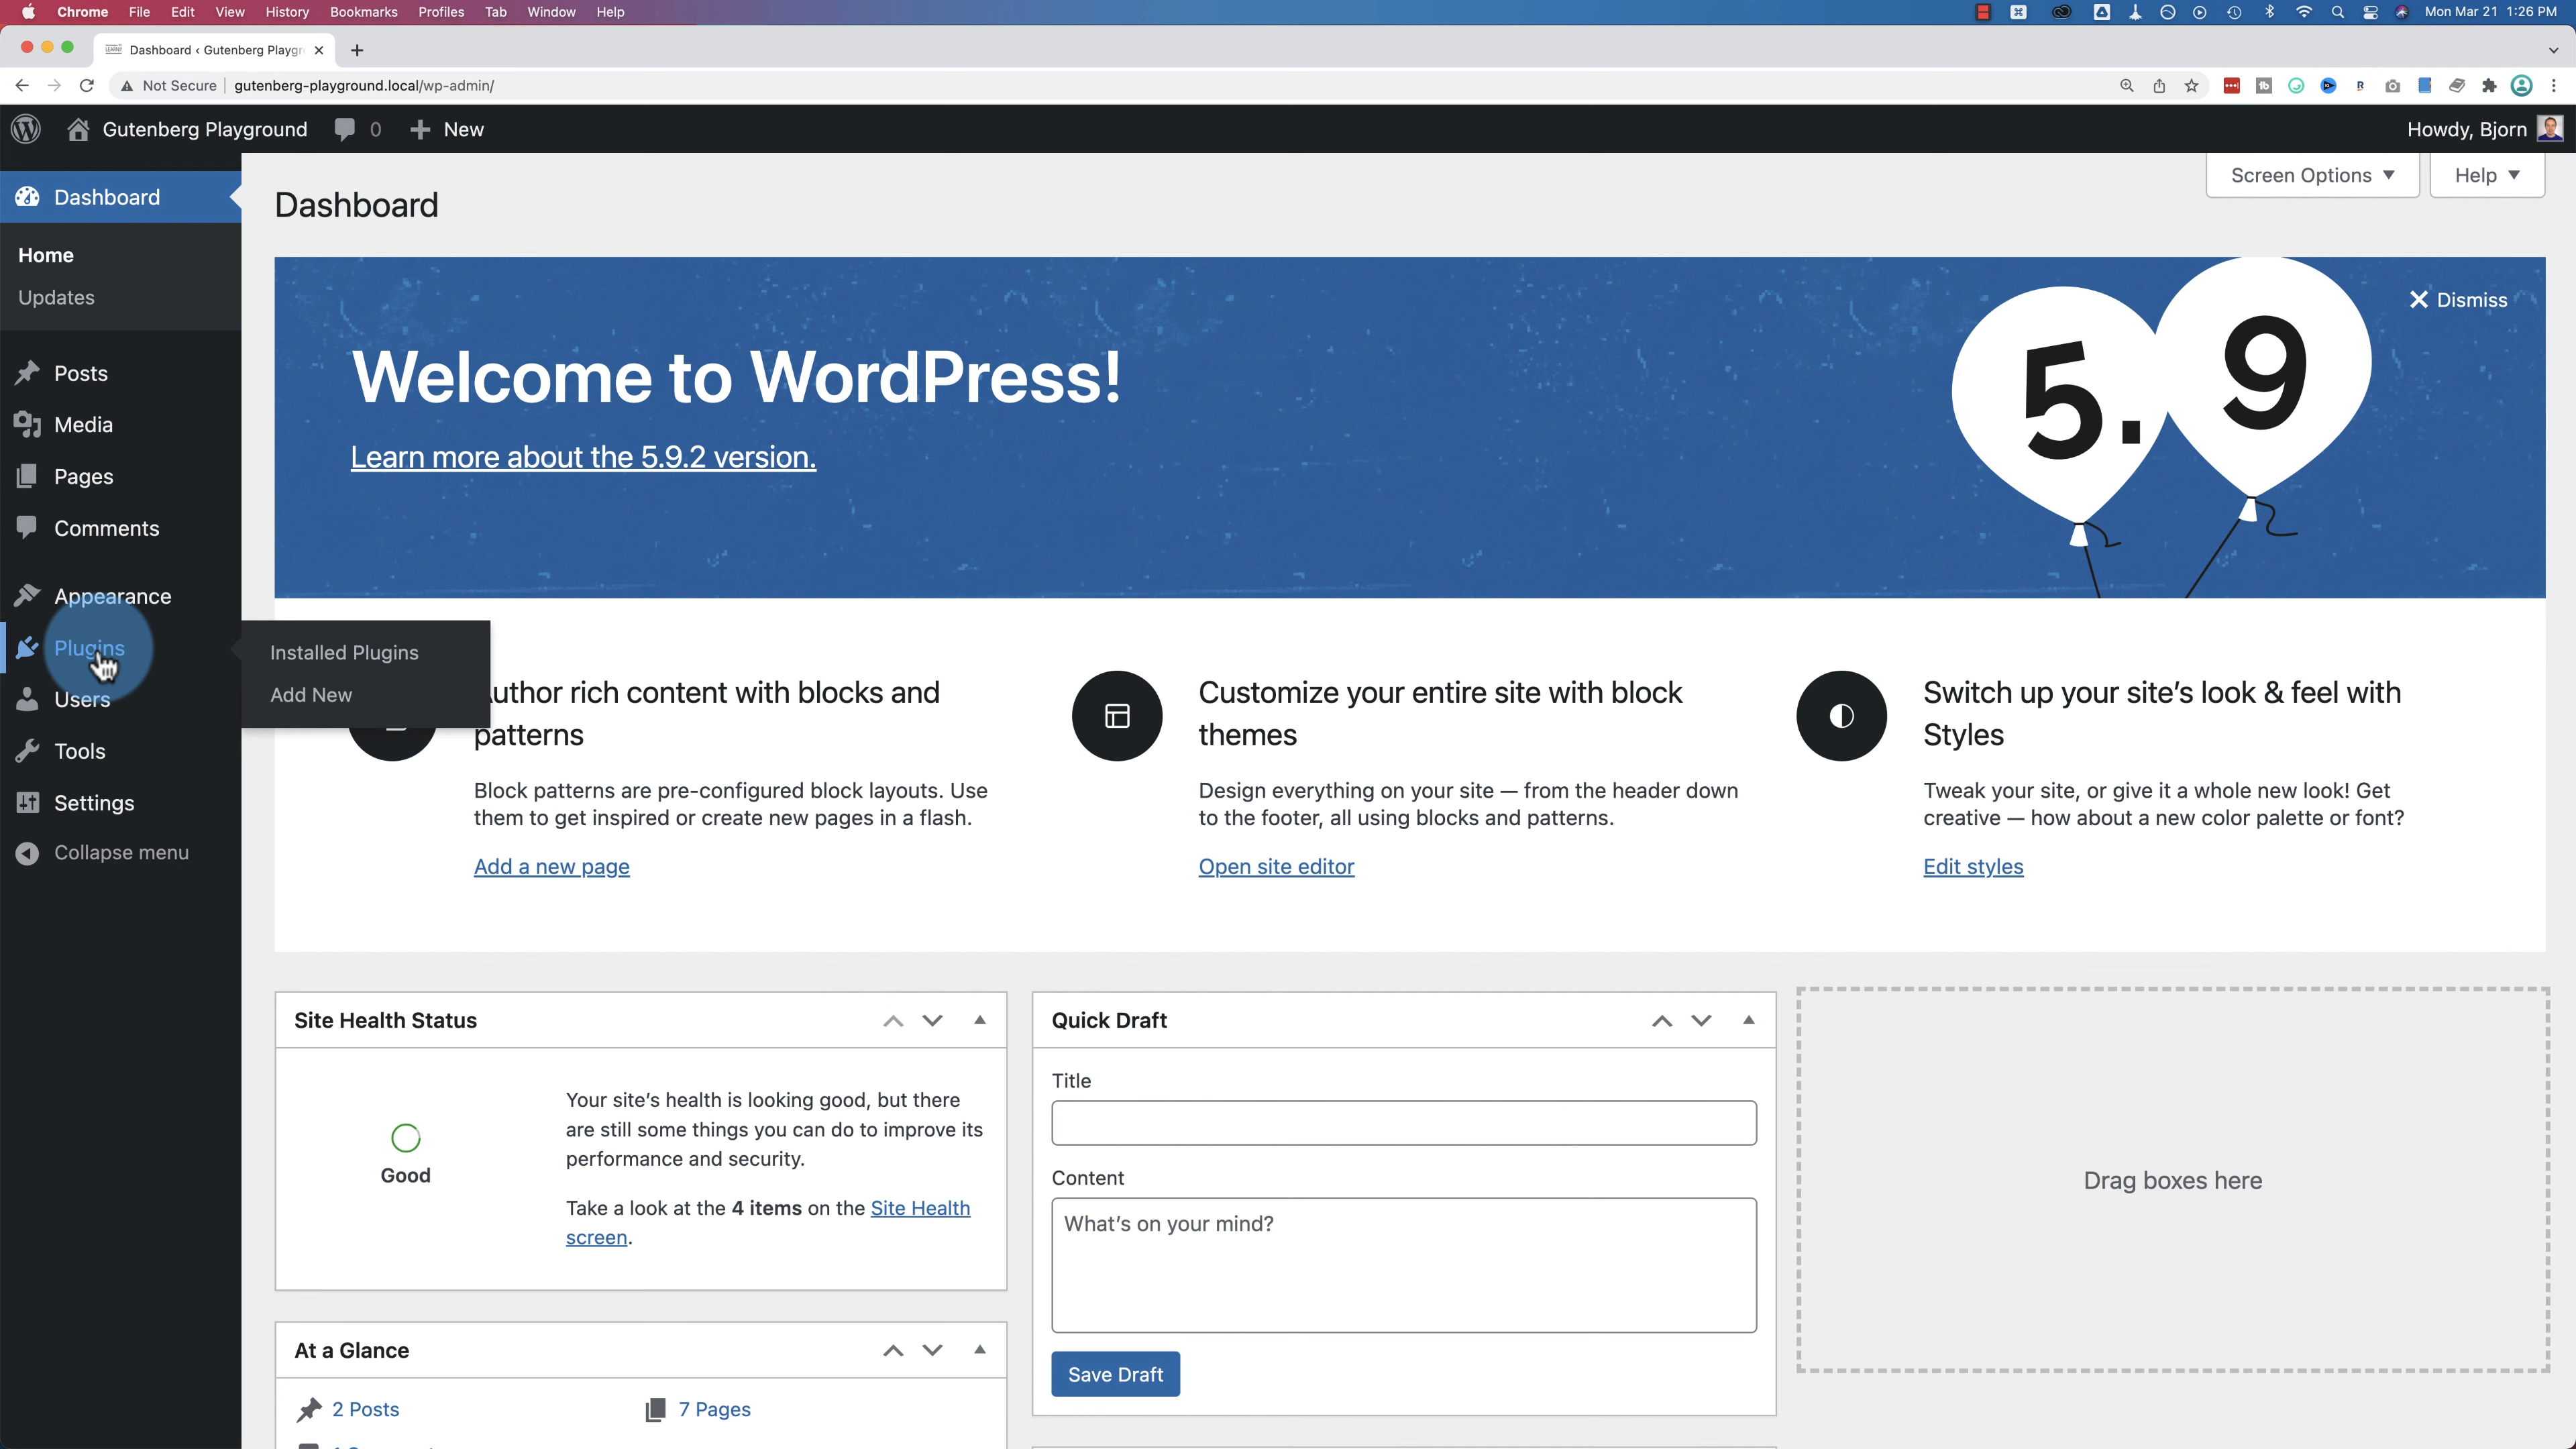 Chrome File Edit View History Bookmarks Profiles Tab Window Help
Mon Mar 21 1:26 PM
Dashboard ‹ Gutenberg Playgr
Not Secure gutenberg-playground.local/wp-admin/
Gutenberg Playground 0 New
Howdy, Bjorn
Dashboard
Home
Updates
Posts
Media
Pages
Comments
Appearance
Plugins
Users
Tools
Settings
Collapse menu
Installed Plugins
Add New
Screen Options
Help
Dashboard
Dismiss
Welcome to WordPress!
Learn more about the 5.9.2 version.
5.9
Author rich content with blocks and
patterns
Block patterns are pre-configured block layouts. Use
them to get inspired or create new pages in a flash.
Add a new page
Customize your entire site with block
themes
Design everything on your site — from the header down
to the footer, all using blocks and patterns.
Open site editor
Switch up your site’s look & feel with
Styles
Tweak your site, or give it a whole new look! Get
creative — how about a new color palette or font?
Edit styles
Site Health Status
Good
Your site’s health is looking good, but there
are still some things you can do to improve its
performance and security.
Take a look at the 4 items on the Site Health
screen.
At a Glance
2 Posts
7 Pages
Quick Draft
Title
Content
What’s on your mind?
Save Draft
Drag boxes here